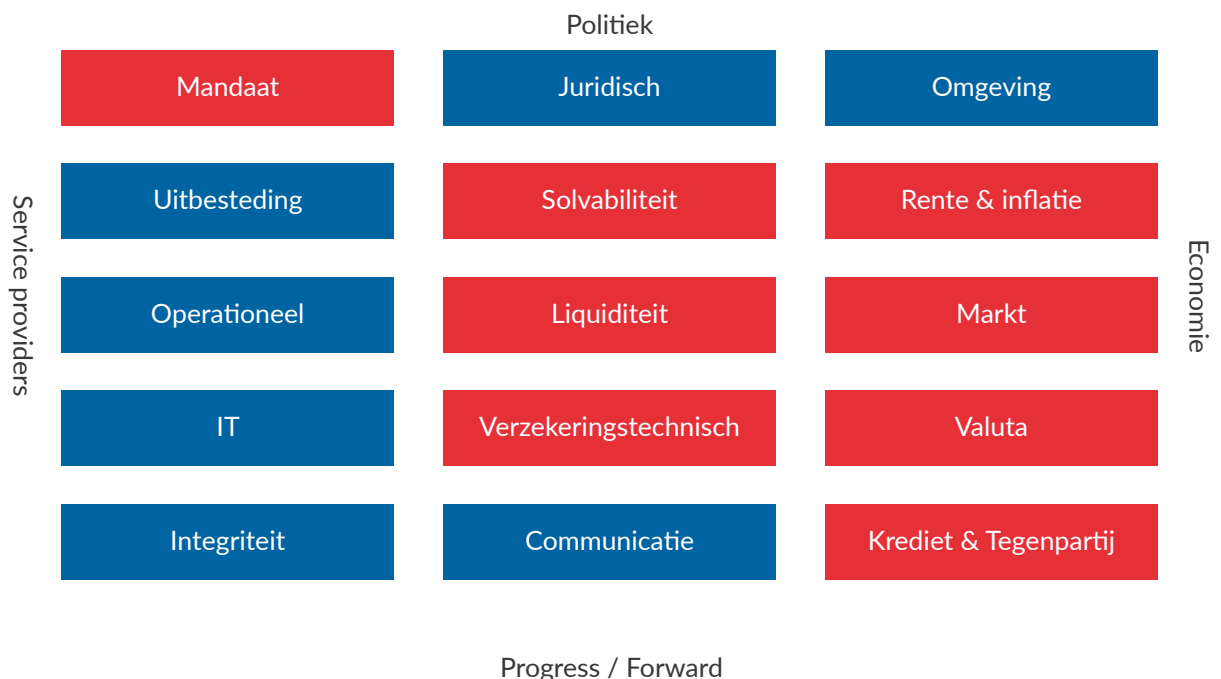 Politiek
Mandaat
Juridisch
Omgeving
Uitbesteding
Solvabiliteit
Rente & inflatie
Service providers
Operationeel
Liquiditeit
Markt
Economie
IT
Verzekeringstechnisch
Valuta
Integriteit
Communicatie
Krediet & Tegenpartij
Progress / Forward